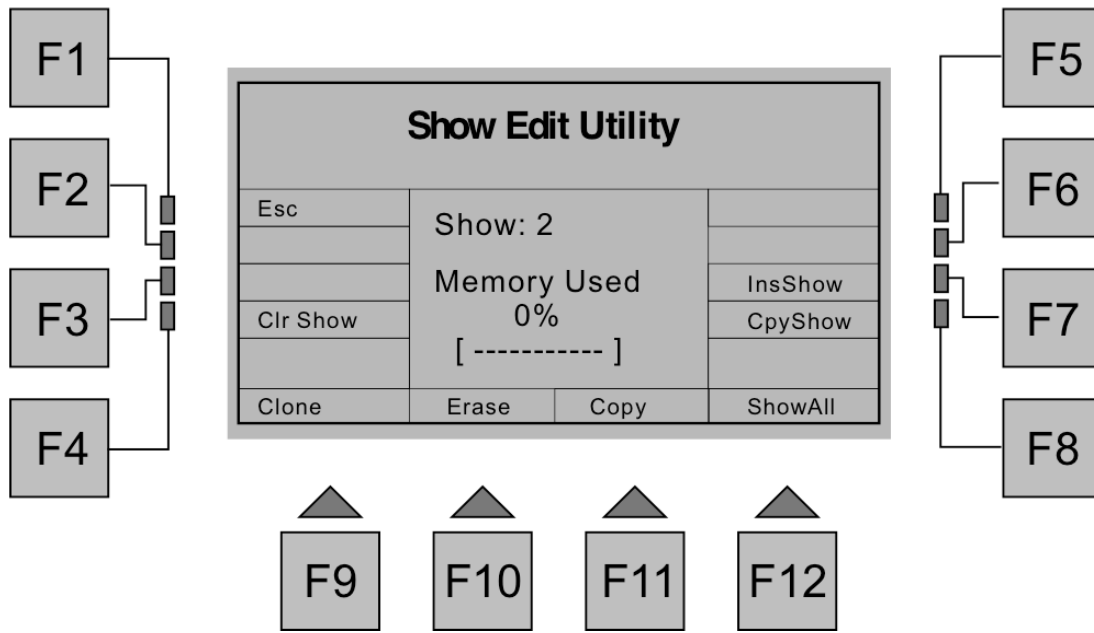 F1
F2
F3
F4
Show Edit Utility
Esc
Show: 2
Memory Used
InsShow
Clr Show
0%
CpyShow
[ ----------- ]
Clone
Erase
Copy
ShowAll
F5
F6
F7
F8
F9
F10
F11
F12